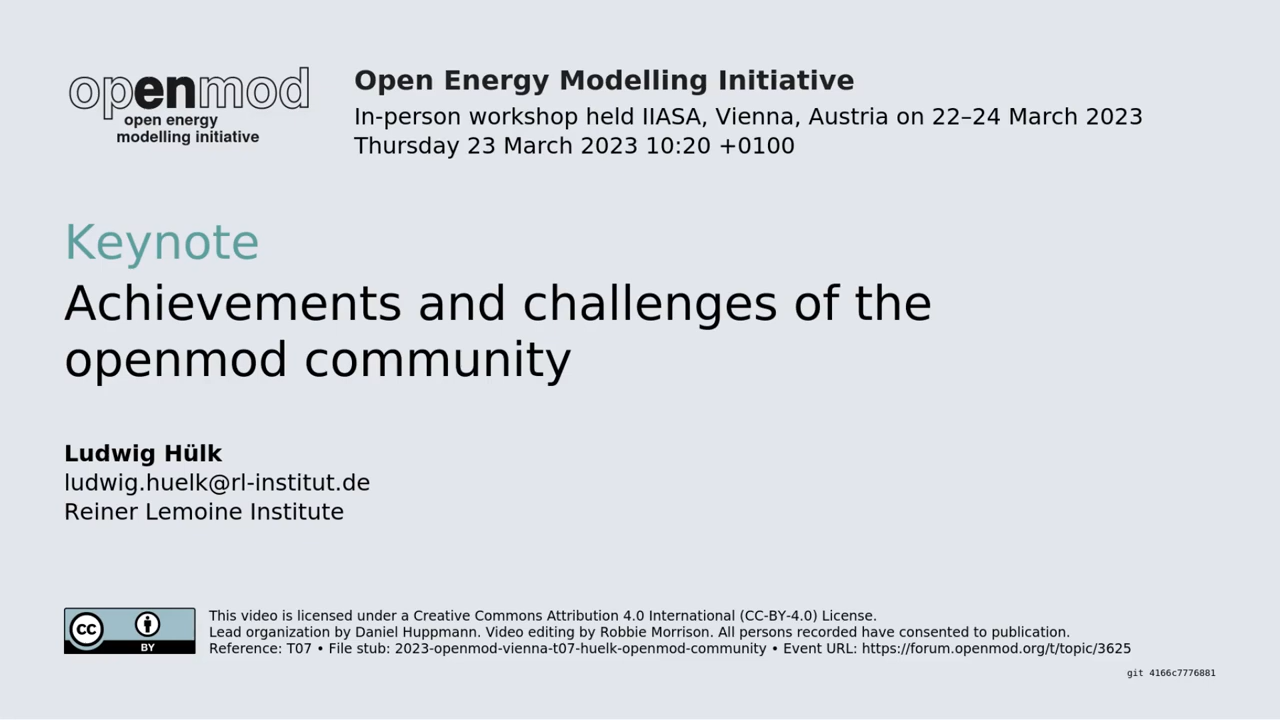 openmod
open energy
modelling initiative
Open Energy Modelling Initiative
In-person workshop held IIASA, Vienna, Austria on 22–24 March 2023
Thursday 23 March 2023 10:20 +0100
Keynote
Achievements and challenges of the
openmod community
Ludwig Hülk
ludwig.huelk@rl-institut.de
Reiner Lemoine Institute
cc
BY
This video is licensed under a Creative Commons Attribution 4.0 International (CC-BY-4.0) License.
Lead organization by Daniel Huppmann. Video editing by Robbie Morrison. All persons recorded have consented to publication.
Reference: T07 • File stub: 2023-openmod-vienna-t07-huelk-openmod-community • Event URL: https://forum.openmod.org/t/topic/3625
git 4166c7776881